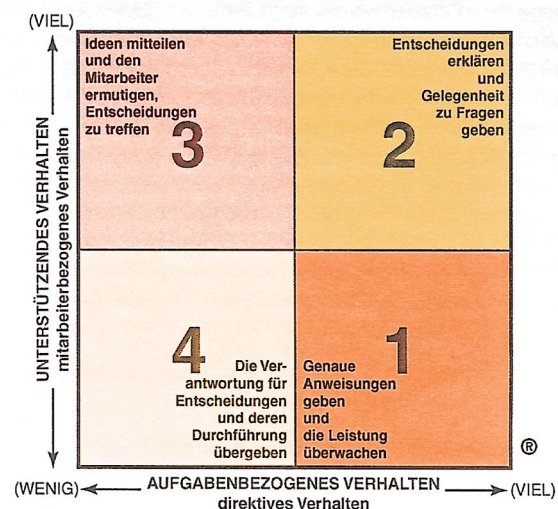 (VIEL)
UNTERSTÜTZENDES VERHALTEN
mitarbeiterbezogenes Verhalten
Ideen mitteilen
und den
Mitarbeiter
ermutigen,
Entscheidungen
zu treffen
3
Entscheidungen
erklären
und
Gelegenheit
zu Fragen
geben
2
4
Die Ver-
antwortung für
Entscheidungen
und deren
Durchführung
übergeben
1
Genaue
Anweisungen
geben
und
die Leistung
überwachen
®
(WENIG)
AUFGABENBEZOGENES VERHALTEN
direktives Verhalten
(VIEL)